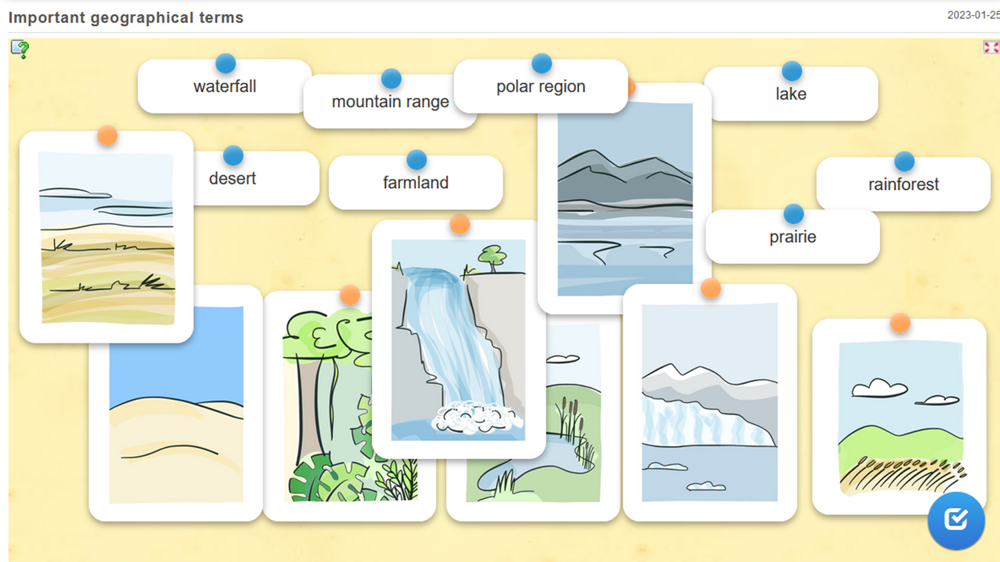 Important geographical terms
2023-01-25
waterfall
mountain range
polar region
lake
desert
farmland
rainforest
prairie